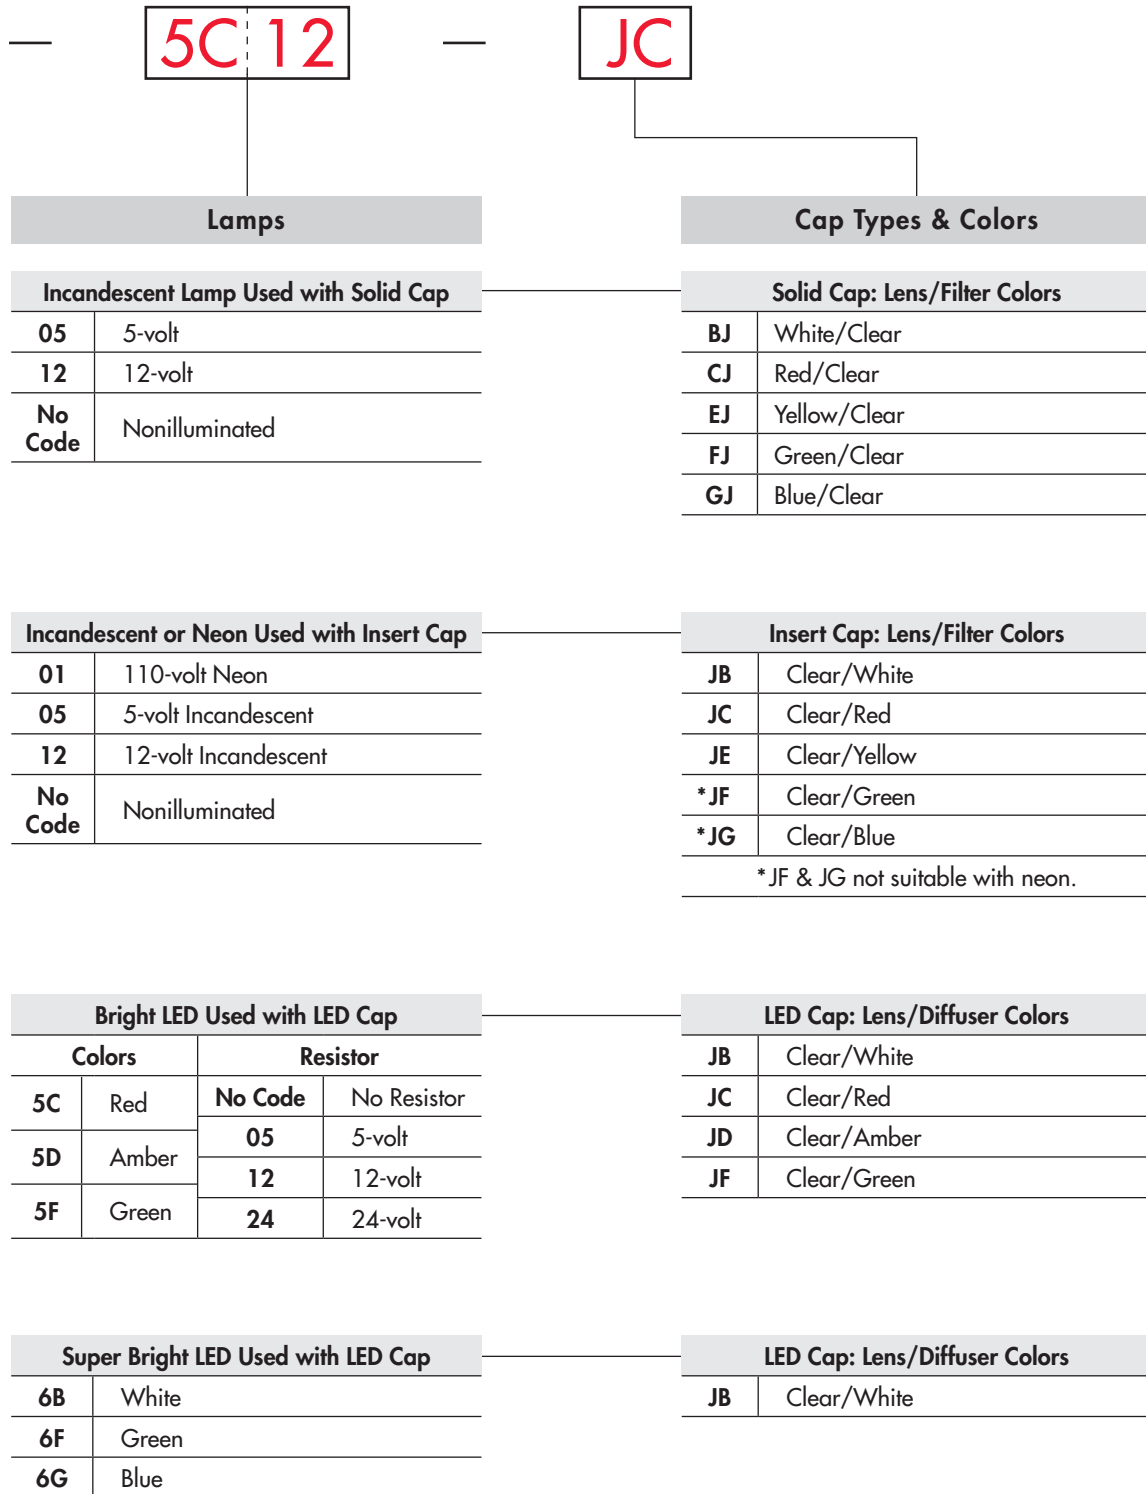 — 5C 12 — JC
Lamps
Cap Types & Colors
Incandescent Lamp Used with Solid Cap
05 5-volt
12 12-volt
No Code Nonilluminated
Solid Cap: Lens/Filter Colors
BJ White/Clear
CJ Red/Clear
EJ Yellow/Clear
FJ Green/Clear
GJ Blue/Clear
Incandescent or Neon Used with Insert Cap
01 110-volt Neon
05 5-volt Incandescent
12 12-volt Incandescent
No Code Nonilluminated
Insert Cap: Lens/Filter Colors
JB Clear/White
JC Clear/Red
JE Clear/Yellow
*JF Clear/Green
*JG Clear/Blue
*JF & JG not suitable with neon.
Bright LED Used with LED Cap
Colors Resistor
5C Red
5D Amber
5F Green
No Code No Resistor
05 5-volt
12 12-volt
24 24-volt
LED Cap: Lens/Diffuser Colors
JB Clear/White
JC Clear/Red
JD Clear/Amber
JF Clear/Green
Super Bright LED Used with LED Cap
6B White
6F Green
6G Blue
LED Cap: Lens/Diffuser Colors
JB Clear/White